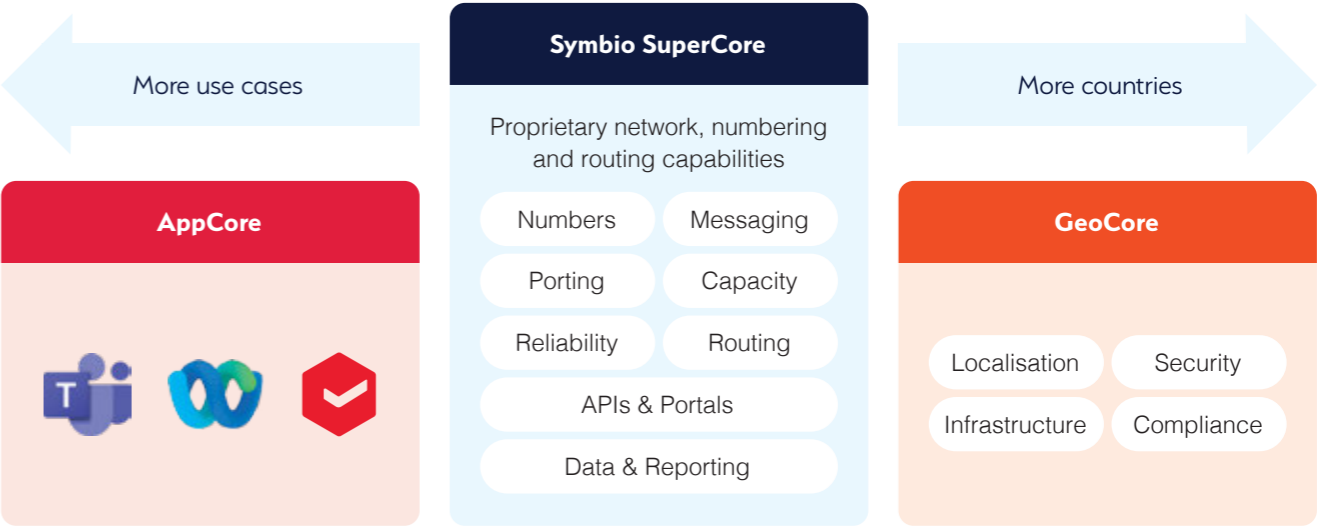 More use cases
Symbio SuperCore
More countries
Proprietary network, numbering
and routing capabilities
AppCore
T
Numbers
Messaging
Porting
Capacity
Reliability
Routing
APIs & Portals
Data & Reporting
GeoCore
Localisation
Security
Infrastructure
Compliance